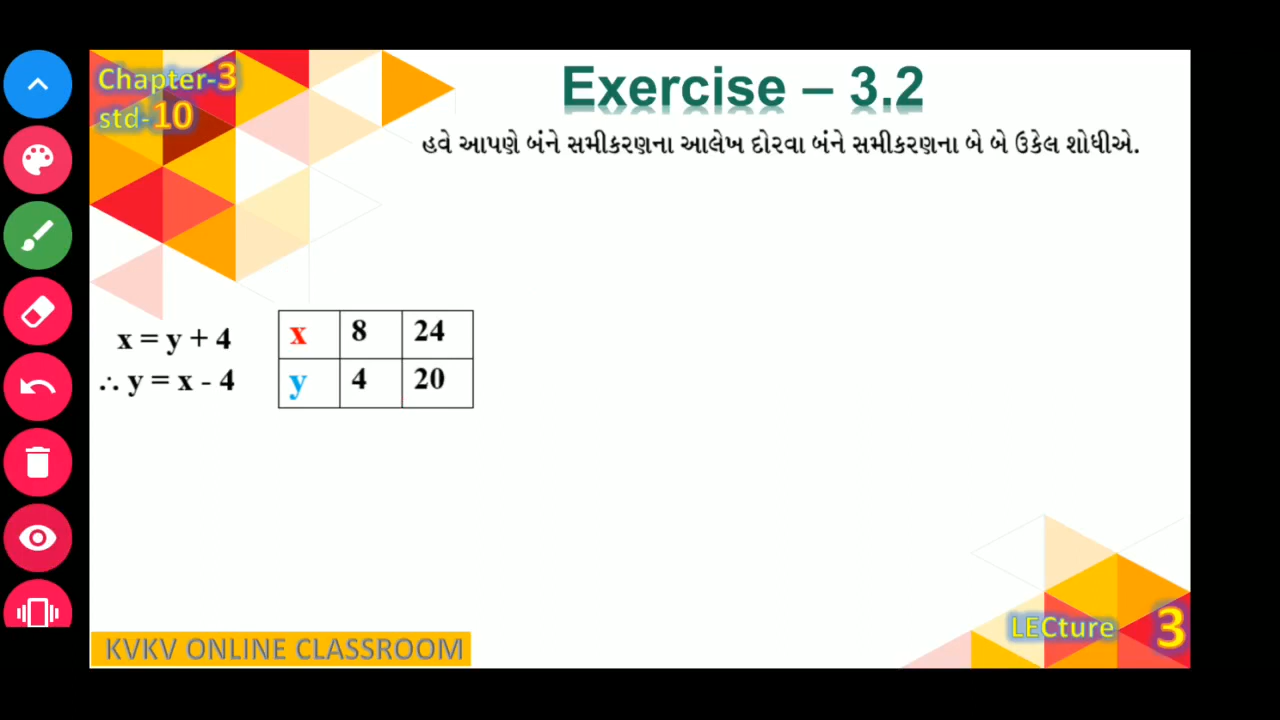 Chapter-3
std-10
Exercise – 3.2
હવે આપણે બંને સમીકરણના આલેખ દોરવા બંને સમીકરણના બે બે ઉકેલ શોધીએ.
x = y + 4
∴ y = x - 4
x 8 24
y 4 20
KVKV ONLINE CLASSROOM
LECture 3